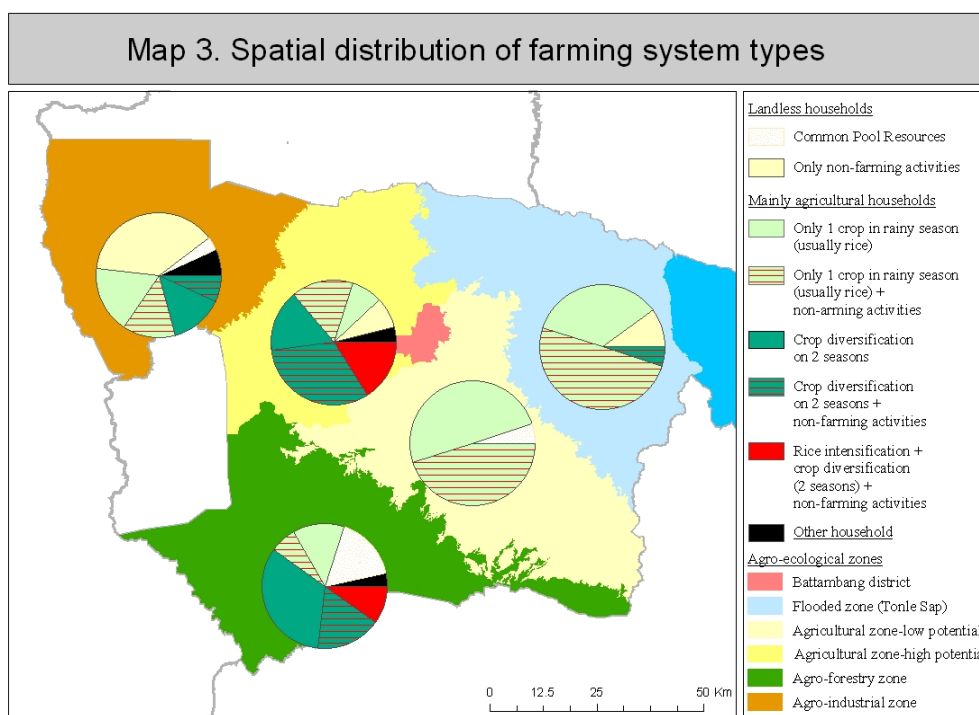 Map 3. Spatial distribution of farming system types
Landless households
Common Pool Resources
Only non-farming activities
Mainly agricultural households
Only 1 crop in rainy season
(usually rice)
Only 1 crop in rainy season
(usually rice) +
non-arming activities
Crop diversification
on 2 seasons
Crop diversification
on 2 seasons +
non-farming activities
Rice intensification +
crop diversification
(2 seasons) +
non-farming activities
Other household
Agro-ecological zones
Battambang district
Flooded zone (Tonle Sap)
Agricultural zone-low potential
Agricultural zone-high potential
Agro-forestry zone
Agro-industrial zone
0 12.5 25 50 Km